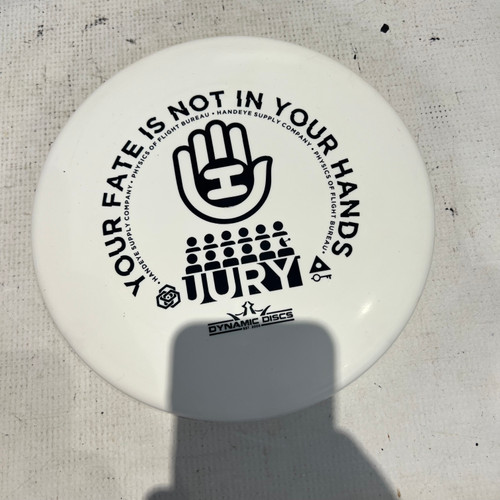 YOUR FATE IS NOT IN YOUR HANDS
• HANDEYE SUPPLY COMPANY • PHYSICS OF FLIGHT BUREAU • HANDEYE SUPPLY COMPANY • PHYSICS OF FLIGHT BUREAU •
JURY
DYNAMIC DISCS